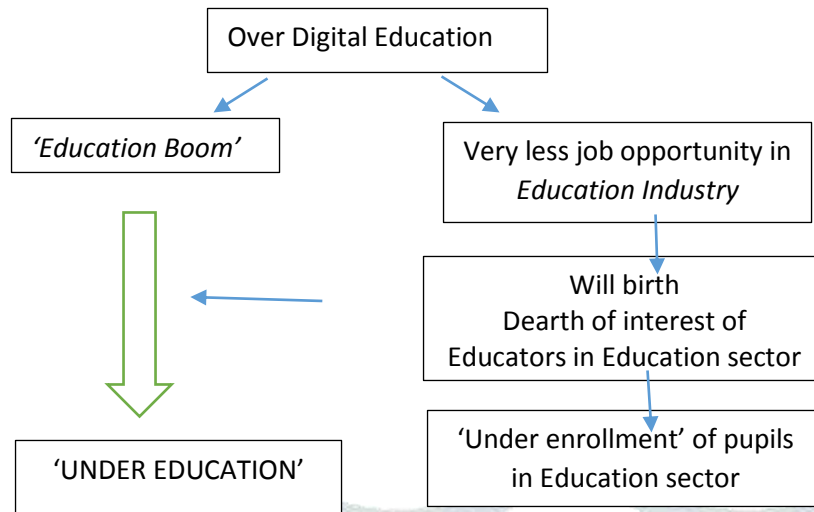 Over Digital Education
‘Education Boom’
Very less job opportunity in
Education Industry
Will birth
Dearth of interest of
Educators in Education sector
‘Under enrollment’ of pupils
in Education sector
‘UNDER EDUCATION’